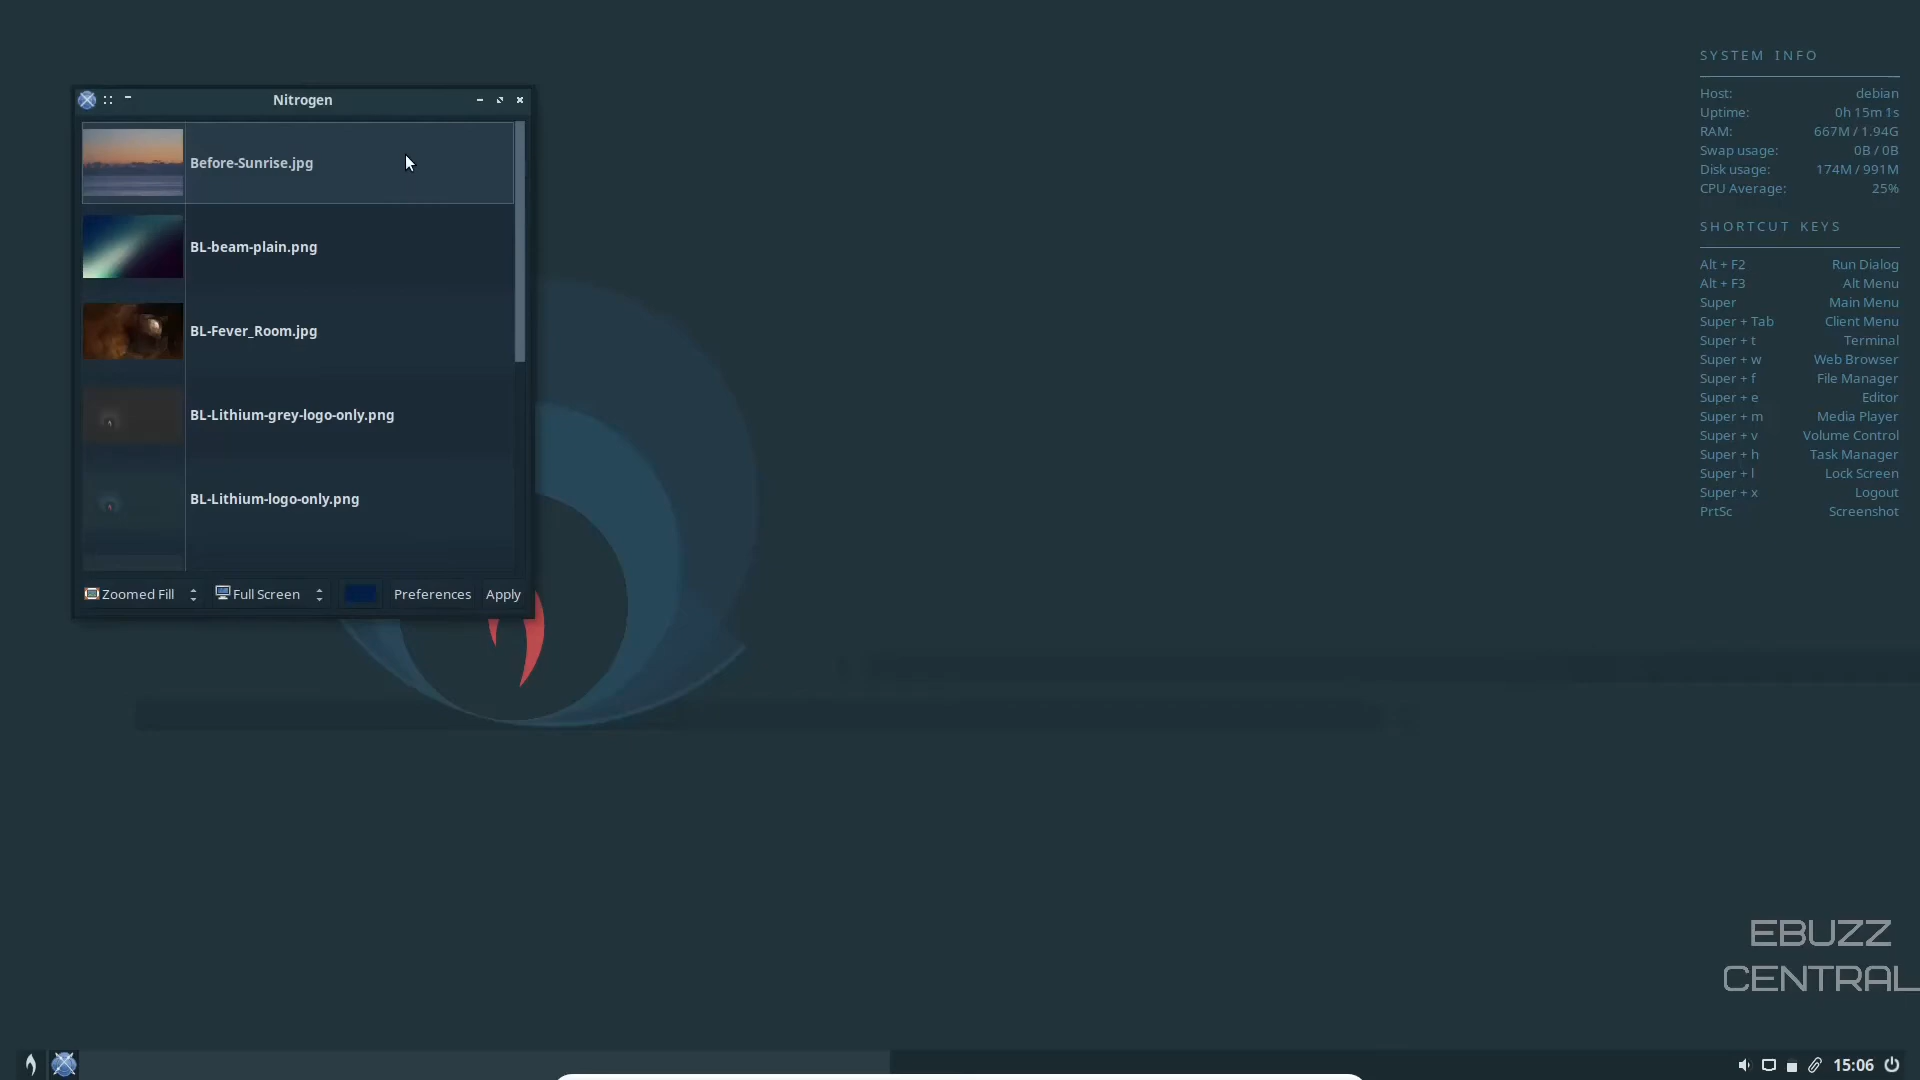 Nitrogen
Before-Sunrise.jpg
BL-beam-plain.png
BL-Fever_Room.jpg
BL-Lithium-grey-logo-only.png
BL-Lithium-logo-only.png
Zoomed Fill Full Screen Preferences Apply
SYSTEM INFO
Host: debian
Uptime: 0h 15m 1s
RAM: 667M / 1.94G
Swap usage: 0B / 0B
Disk usage: 174M / 991M
CPU Average: 25%
SHORTCUT KEYS
Alt + F2 Run Dialog
Alt + F3 Alt Menu
Super Main Menu
Super + Tab Client Menu
Super + t Terminal
Super + w Web Browser
Super + f File Manager
Super + e Editor
Super + m Media Player
Super + v Volume Control
Super + h Task Manager
Super + l Lock Screen
Super + x Logout
PrtSc Screenshot
EBUZZ
CENTRAL
15:06